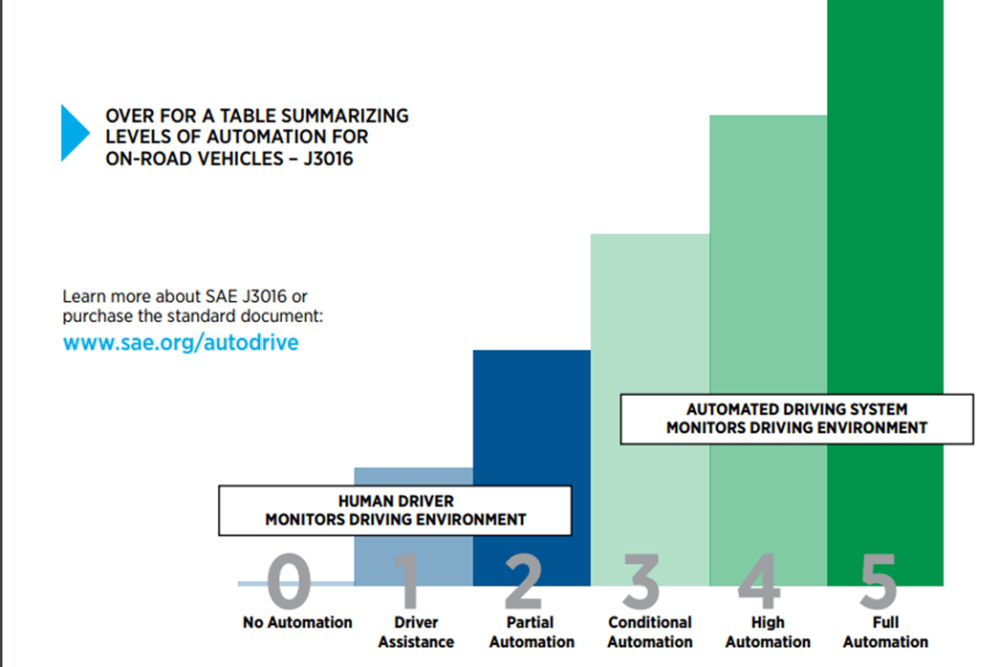 OVER FOR A TABLE SUMMARIZING
LEVELS OF AUTOMATION FOR
ON-ROAD VEHICLES – J3016
Learn more about SAE J3016 or
purchase the standard document:
www.sae.org/autodrive
AUTOMATED DRIVING SYSTEM
MONITORS DRIVING ENVIRONMENT
HUMAN DRIVER
MONITORS DRIVING ENVIRONMENT
0
No Automation
1
Driver
Assistance
2
Partial
Automation
3
Conditional
Automation
4
High
Automation
5
Full
Automation